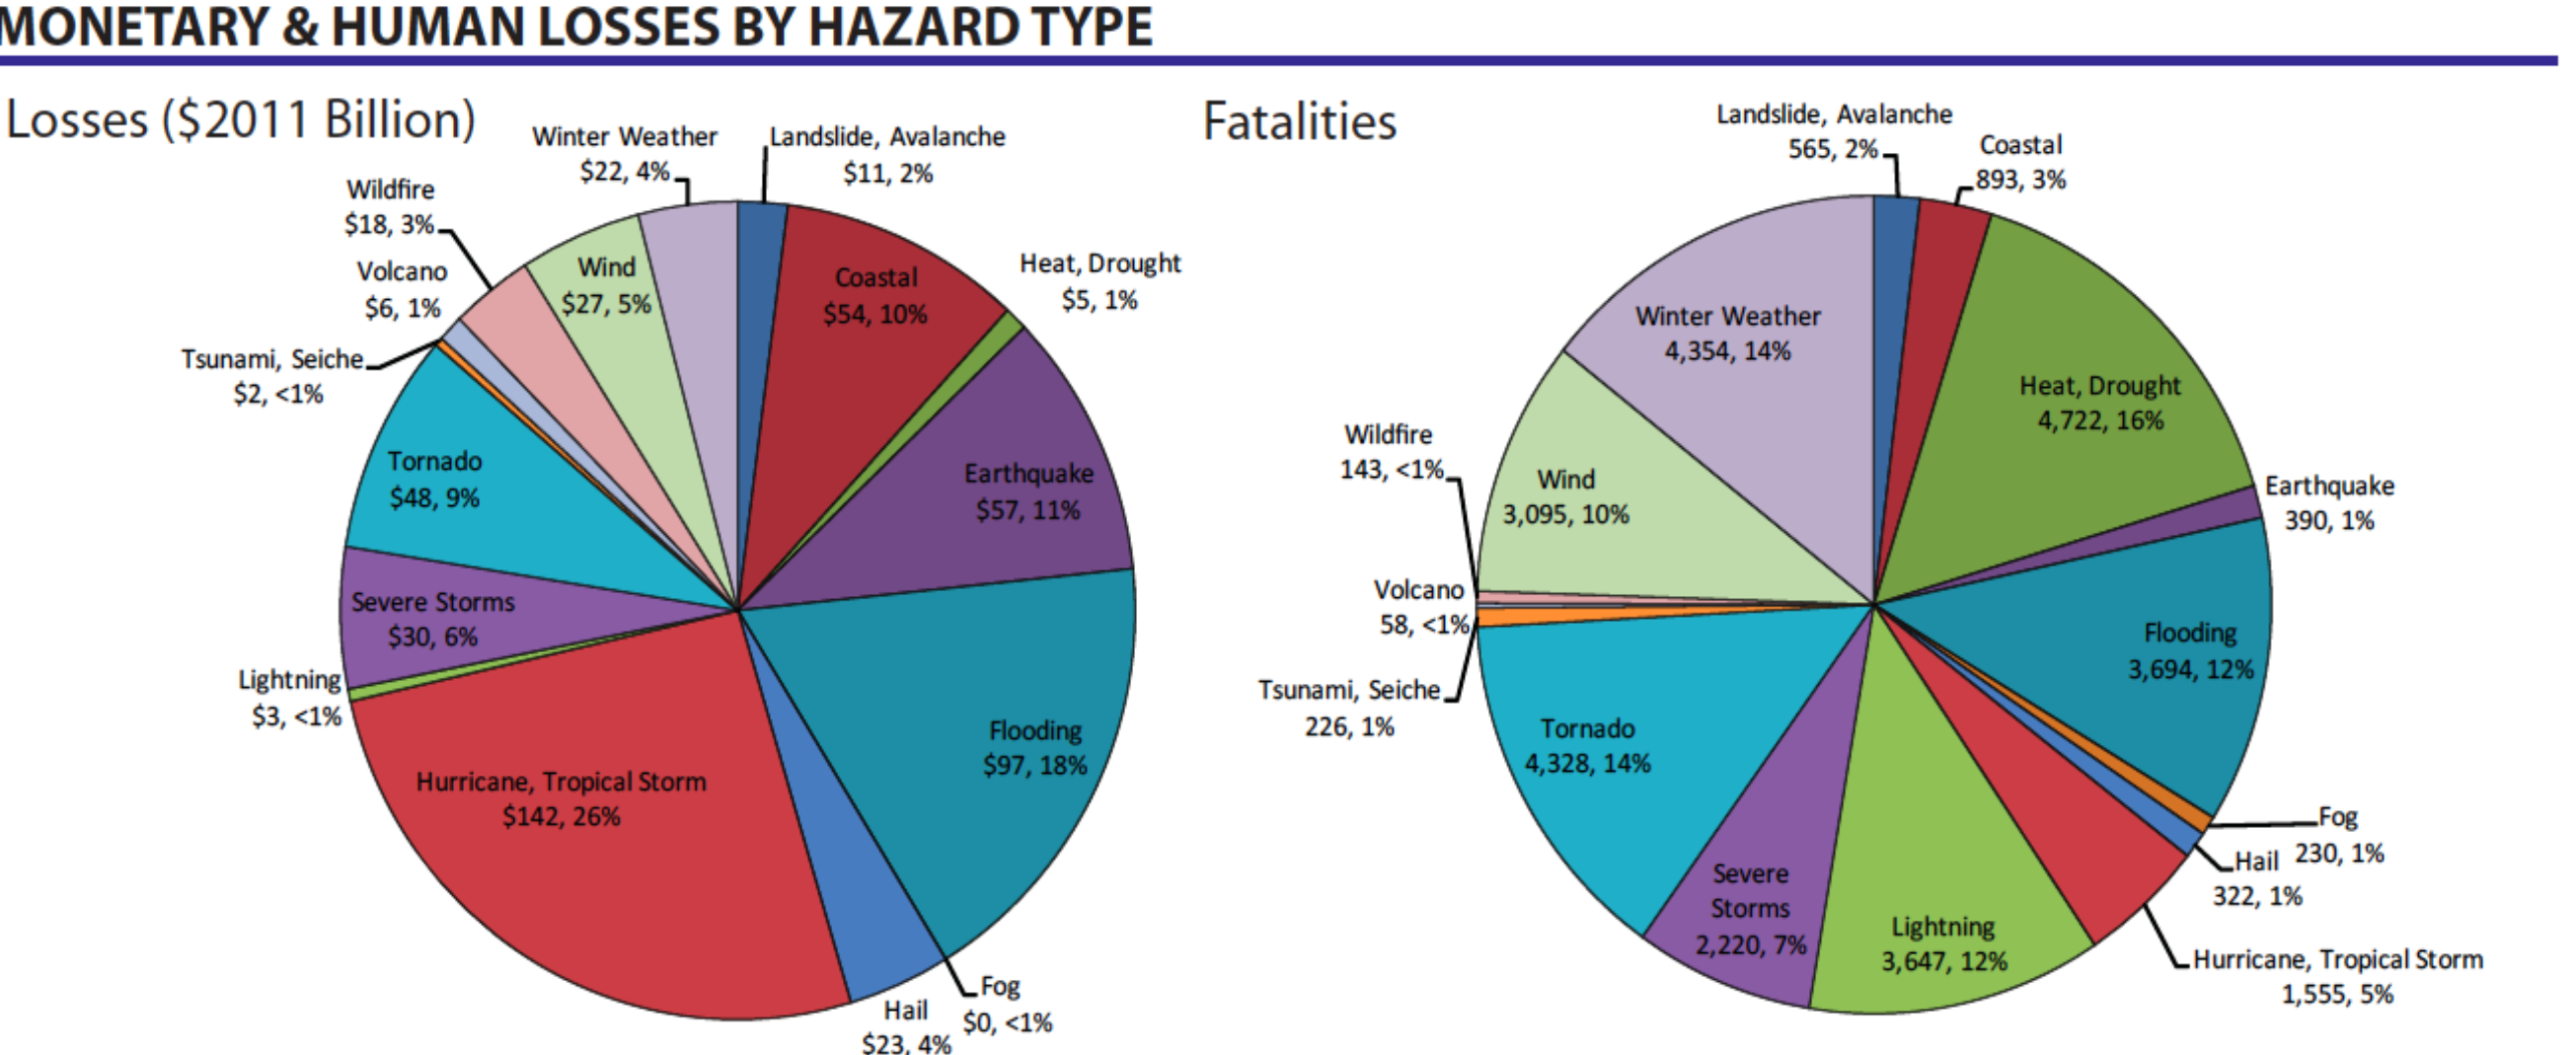 MONETARY & HUMAN LOSSES BY HAZARD TYPE
Losses ($2011 Billion)
Winter Weather
$22, 4%
Landslide, Avalanche
$11, 2%
Wildfire
$18, 3%
Volcano
$6, 1%
Wind
$27, 5%
Coastal
$54, 10%
Heat, Drought
$5, 1%
Tsunami, Seiche
$2, <1%
Tornado
$48, 9%
Earthquake
$57, 11%
Severe Storms
$30, 6%
Lightning
$3, <1%
Flooding
$97, 18%
Hurricane, Tropical Storm
$142, 26%
Fog
$0, <1%
Hail
$23, 4%
Fatalities
Landslide, Avalanche
565, 2%
Coastal
893, 3%
Winter Weather
4,354, 14%
Heat, Drought
4,722, 16%
Wildfire
143, <1%
Wind
3,095, 10%
Earthquake
390, 1%
Volcano
58, <1%
Flooding
3,694, 12%
Tsunami, Seiche
226, 1%
Tornado
4,328, 14%
Fog
230, 1%
Hail
322, 1%
Severe
Storms
2,220, 7%
Lightning
3,647, 12%
Hurricane, Tropical Storm
1,555, 5%